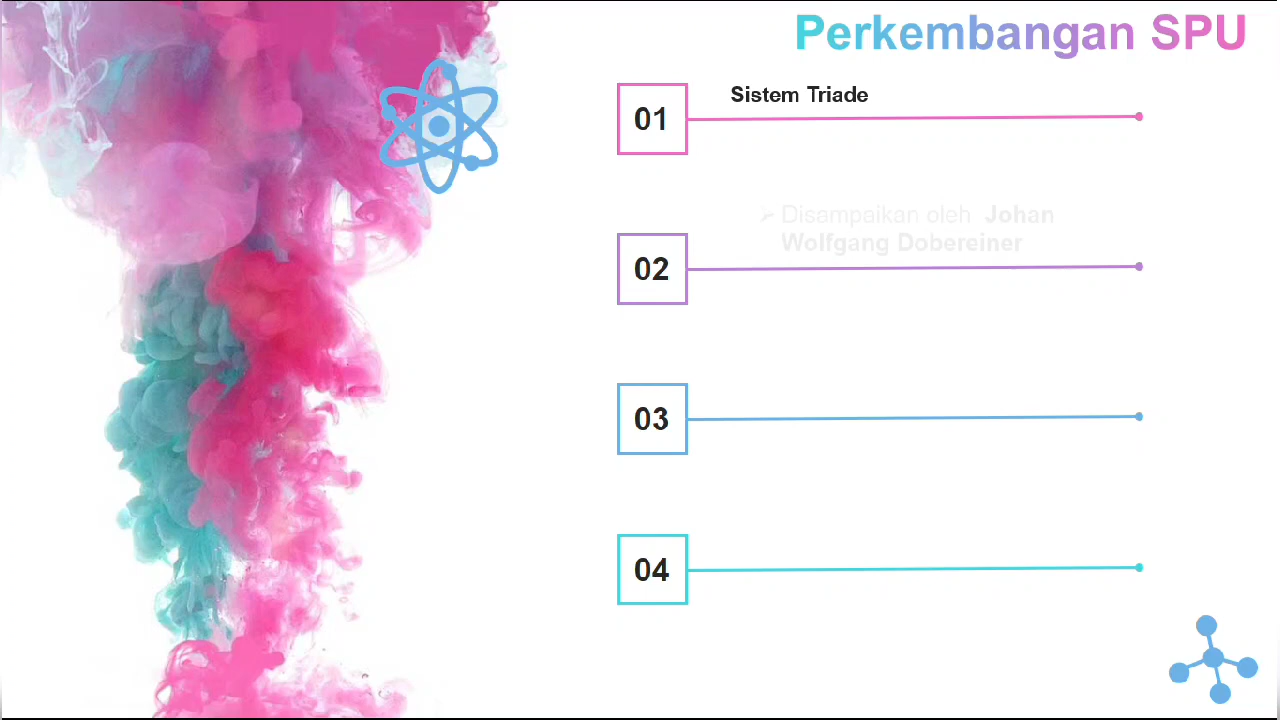 Perkembangan SPU
01
Sistem Triade
➢ Disampaikan oleh Johan
Wolfgang Dobereiner
02
03
04